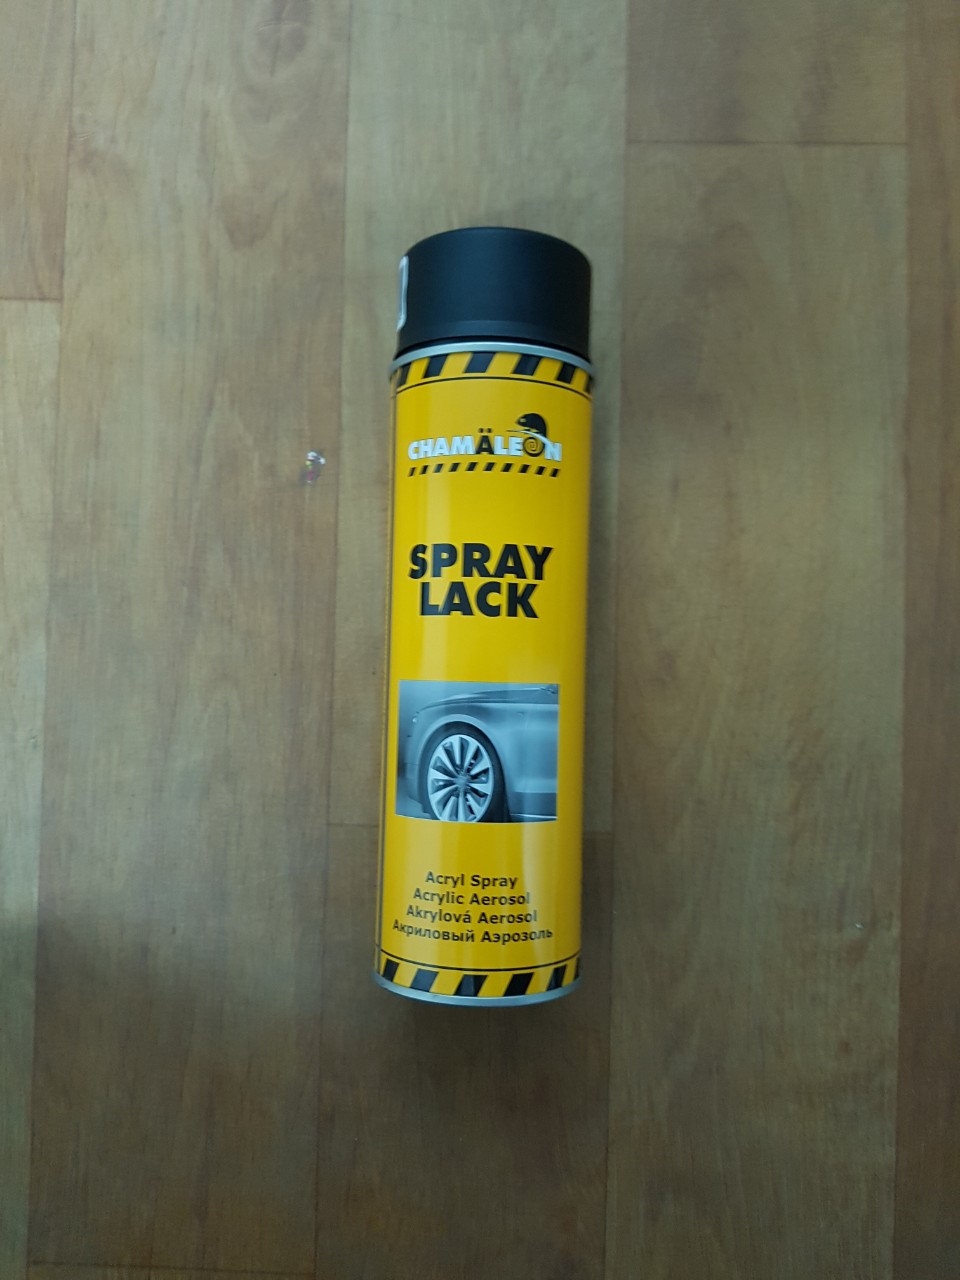 CHAMÄLEON
SPRAY
LACK
Acryl Spray
Acrylic Aerosol
Akrylová Aerosol
Акриловый Аэрозоль